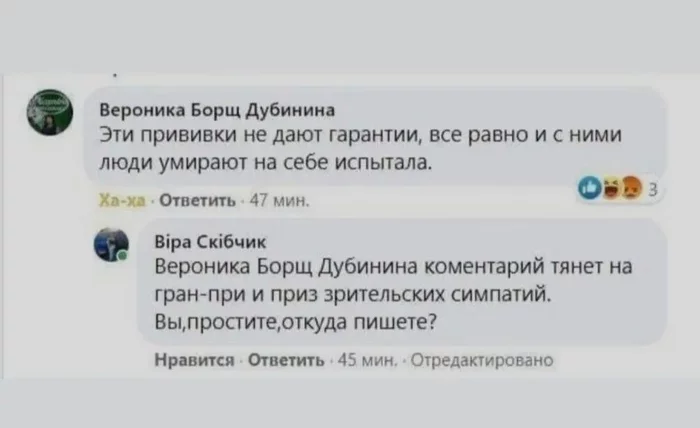 Вероника Борщ Дубинина
Эти прививки не дают гарантии, все равно и с ними
люди умирают на себе испытала.
Ха-ха · Ответить · 47 мин.
3
Віра Скібчик
Вероника Борщ Дубинина коментарий тянет на
гран-при и приз зрительских симпатий.
Вы,простите,откуда пишете?
Нравится · Ответить · 45 мин. · Отредактировано